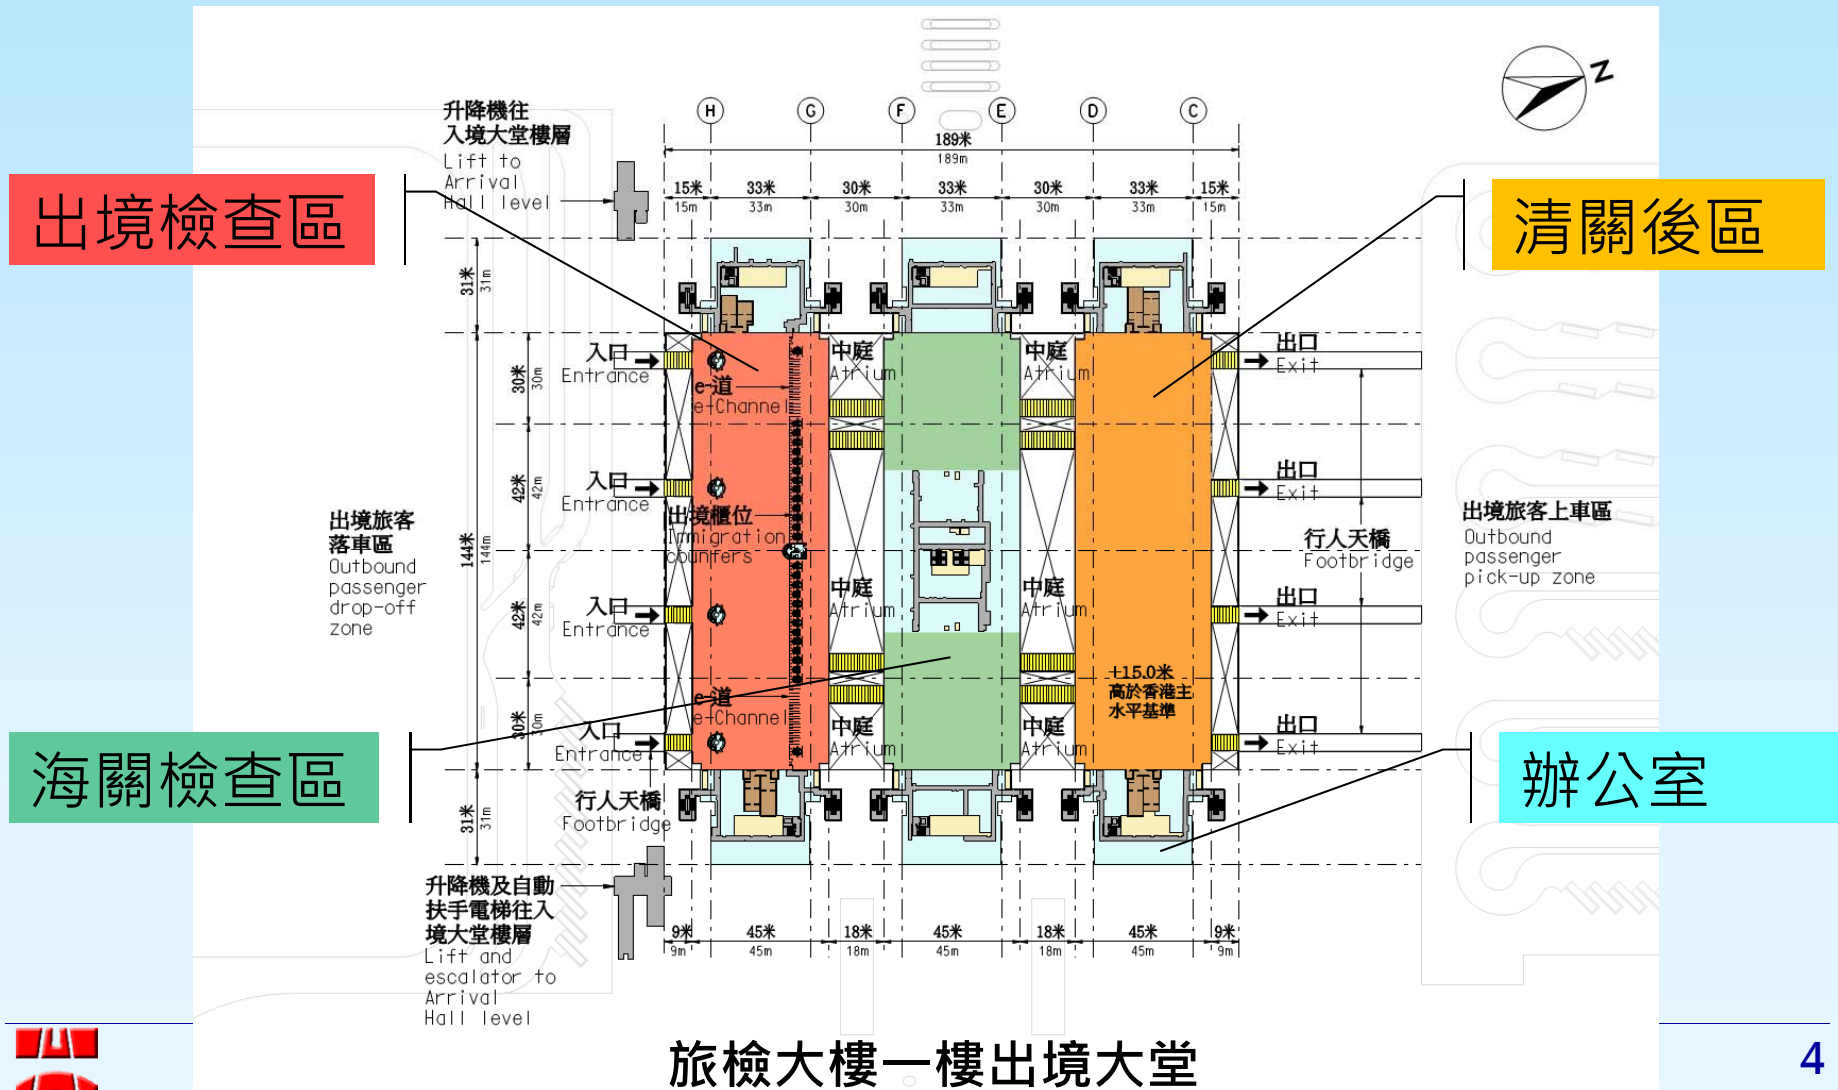 H G F E D C
N
189米
189m
15米 33米 30米 33米 30米 33米 15米
15m 33m 30m 33m 30m 33m 15m
升降機往
入境大堂樓層
Lift to
Arrival
Hall level
出境檢查區
清關後區
31米
31m
入口
Entrance
中庭
Atrium
中庭
Atrium
出口
Exit
30米
30m
e-道
e-Channel
入口
Entrance
出口
Exit
42米
42m
出境櫃位
Immigration
counters
出境旅客
落車區
Outbound
passenger
drop-off
zone
144米
144m
行人天橋
Footbridge
出境旅客上車區
Outbound
passenger
pick-up zone
入口
Entrance
中庭
Atrium
中庭
Atrium
出口
Exit
42米
42m
+15.0米
高於香港主
水平基準
e-道
e-Channel
30米
30m
入口
Entrance
中庭
Atrium
中庭
Atrium
出口
Exit
海關檢查區
辦公室
31米
31m
行人天橋
Footbridge
升降機及自動
扶手電梯往入
境大堂樓層
Lift and
escalator to
Arrival
Hall level
9米 45米 18米 45米 18米 45米 9米
9m 45m 18m 45m 18m 45m 9m
旅檢大樓一樓出境大堂
4